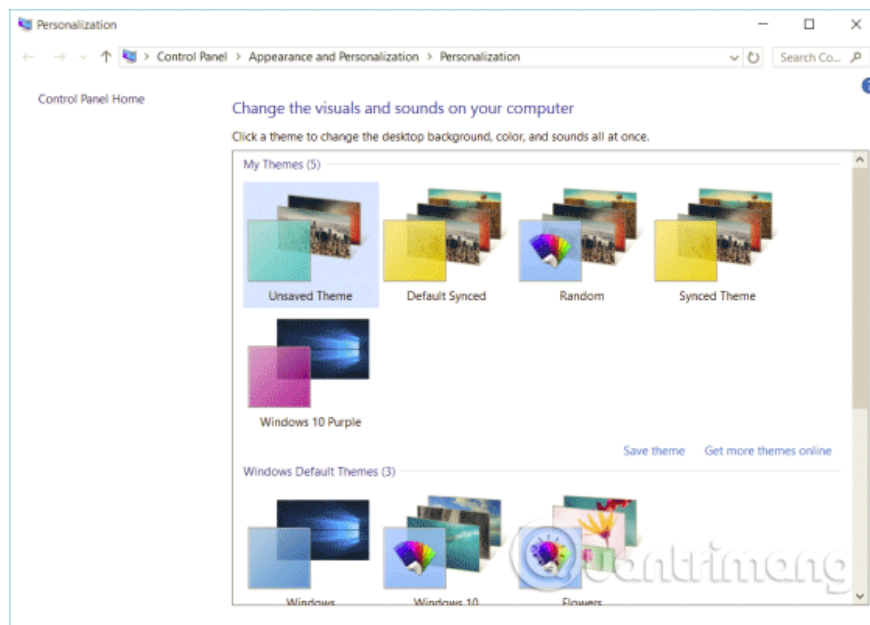 Personalization
Control Panel > Appearance and Personalization > Personalization
Search Co...
Control Panel Home
Change the visuals and sounds on your computer
Click a theme to change the desktop background, color, and sounds all at once.
My Themes (5)
Unsaved Theme Default Synced Random Synced Theme
Windows 10 Purple
Save theme Get more themes online
Windows Default Themes (3)
Windows Windows 10 Flowers
uantrimang